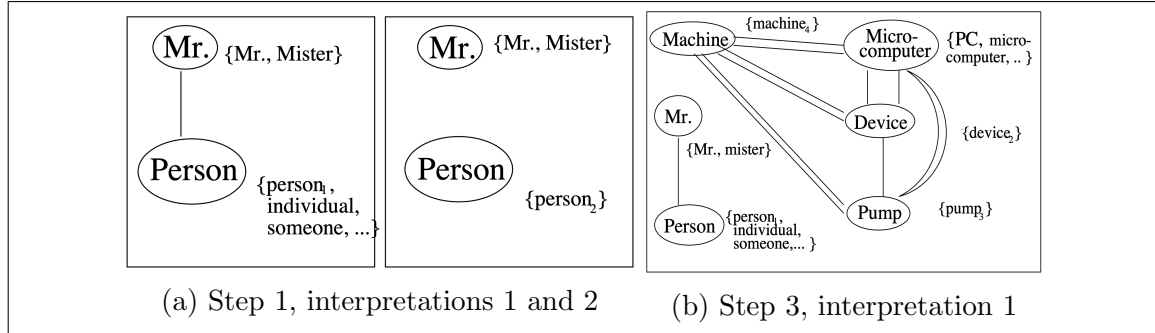 Mr.
{Mr., Mister}
Person
{person₁,
individual,
someone, ...}
Mr.
{Mr., Mister}
Person
{person₂}
(a) Step 1, interpretations 1 and 2
Machine
{machine₄}
Micro-
computer
{PC, micro-
computer, .. }
Mr.
{Mr., mister}
Device
{device₂}
Person
{person₁,
individual,
someone,... }
Pump
{pump₃}
(b) Step 3, interpretation 1